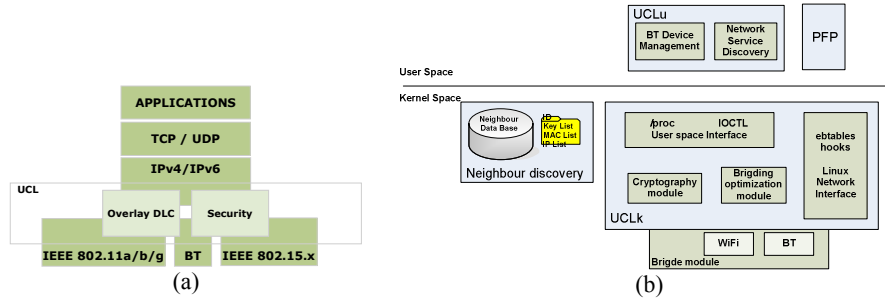 APPLICATIONS
TCP / UDP
IPv4/IPv6
UCL
Overlay DLC
Security
IEEE 802.11a/b/g
BT
IEEE 802.15.x
(a)
UCLu
BT Device
Management
Network
Service
Discovery
PFP
User Space
Kernel Space
Neighbour
Data Base
ID
Key List
MAC List
IP List
Neighbour discovery
/proc IOCTL
User space Interface
ebtables
hooks
Linux
Network
Interface
Cryptography
module
Brigding
optimization
module
UCLk
WiFi
BT
Brigde module
(b)